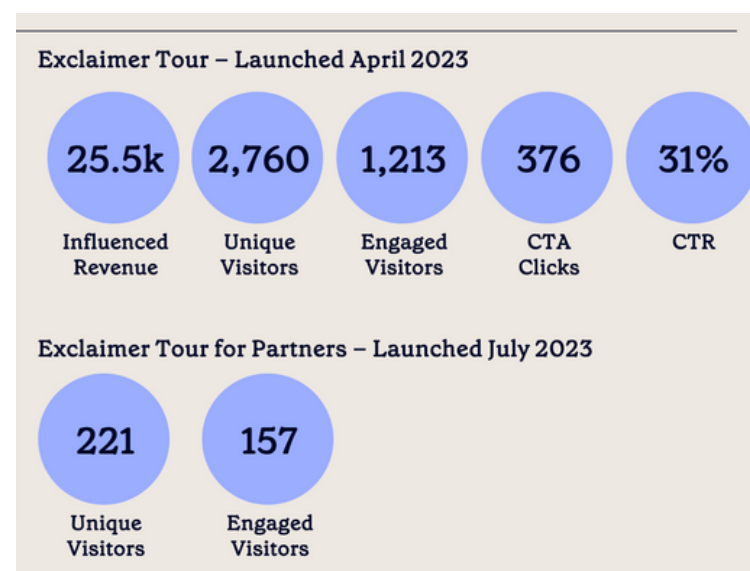 Exclaimer Tour – Launched April 2023
25.5k
2,760
1,213
376
31%
Influenced Revenue
Unique Visitors
Engaged Visitors
CTA Clicks
CTR
Exclaimer Tour for Partners – Launched July 2023
221
157
Unique Visitors
Engaged Visitors